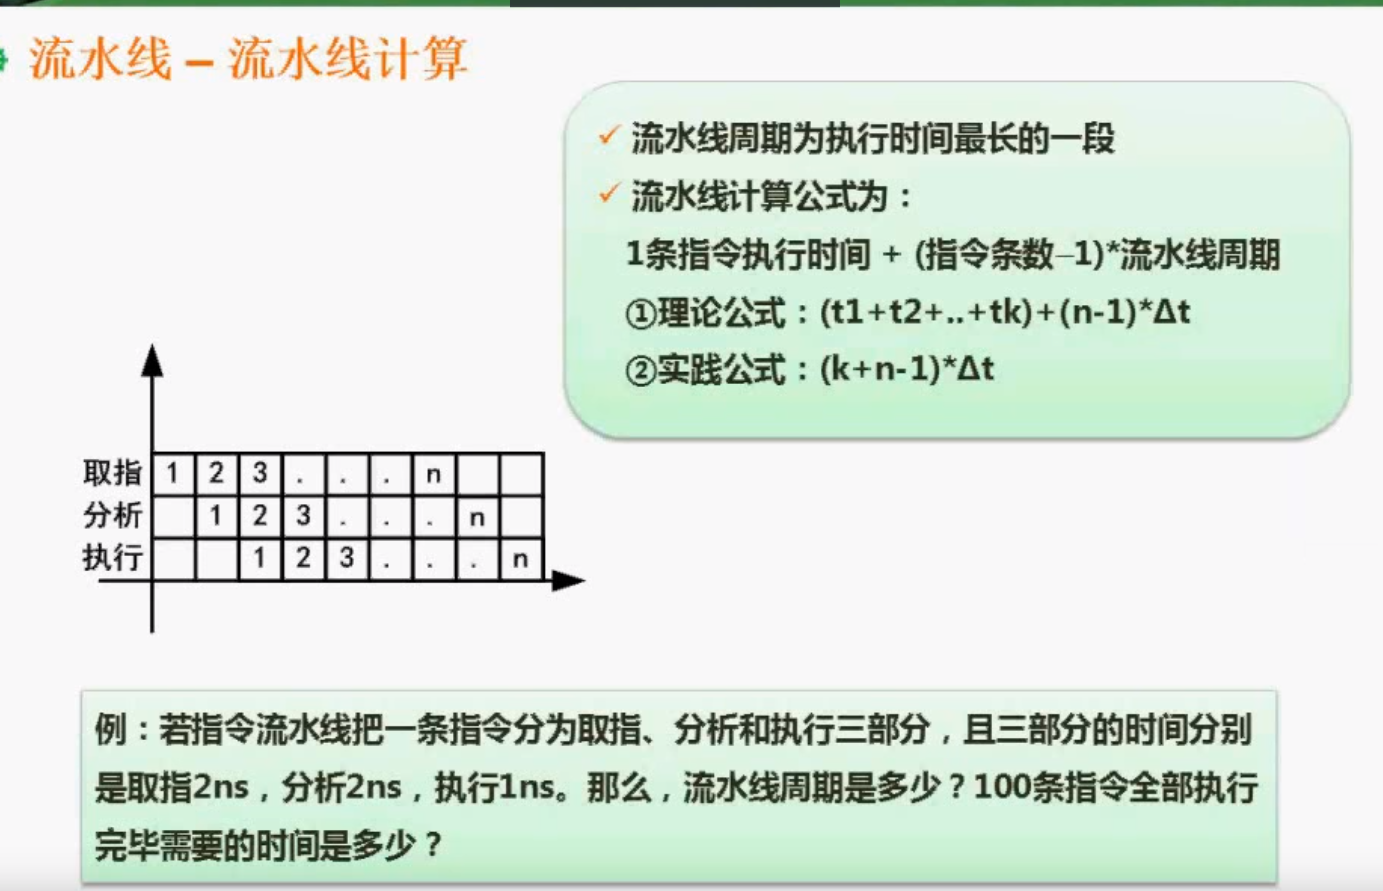 流水线 – 流水线计算
✓ 流水线周期为执行时间最长的一段
✓ 流水线计算公式为：
1条指令执行时间 + (指令条数–1)*流水线周期
①理论公式：(t1+t2+..+tk)+(n-1)*Δt
②实践公式：(k+n-1)*Δt
取指 1 2 3 . . . n
分析 1 2 3 . . . . n
执行 1 2 3 . . . n
例：若指令流水线把一条指令分为取指、分析和执行三部分，且三部分的时间分别
是取指2ns，分析2ns，执行1ns。那么，流水线周期是多少？100条指令全部执行
完毕需要的时间是多少？